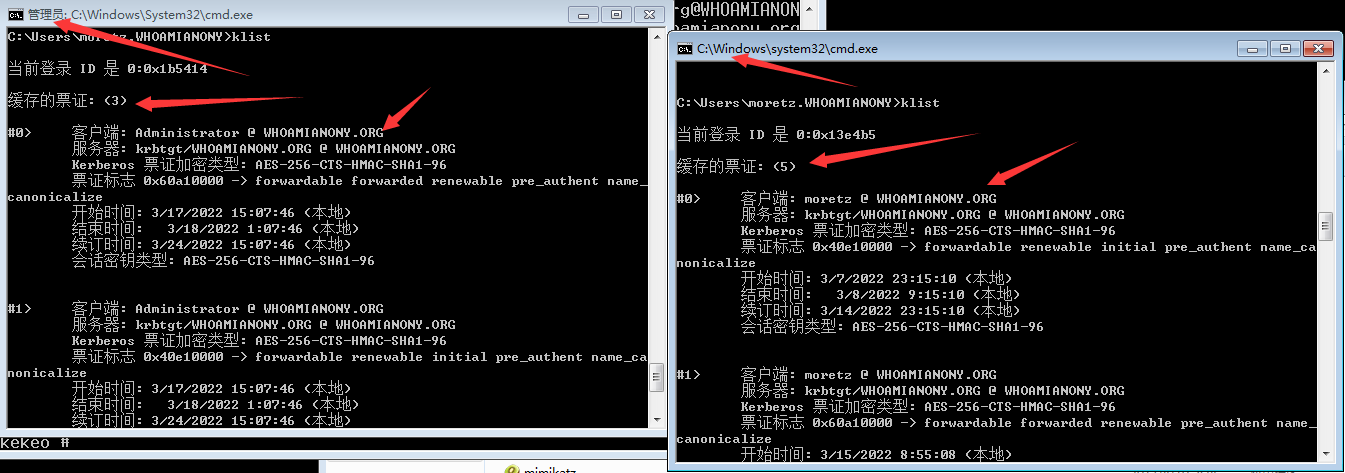 管理员: C:\Windows\System32\cmd.exe
C:\Users\moretz.WHOAMIANONY>klist
当前登录 ID 是 0:0x1b5414
缓存的票证: (3)
#0>     客户端: Administrator @ WHOAMIANONY.ORG
服务器: krbtgt/WHOAMIANONY.ORG @ WHOAMIANONY.ORG
Kerberos 票证加密类型: AES-256-CTS-HMAC-SHA1-96
票证标志 0x60a10000 -> forwardable forwarded renewable pre_authent name_
canonicalize
开始时间: 3/17/2022 15:07:46 (本地)
结束时间:   3/18/2022 1:07:46 (本地)
续订时间: 3/24/2022 15:07:46 (本地)
会话密钥类型: AES-256-CTS-HMAC-SHA1-96
#1>     客户端: Administrator @ WHOAMIANONY.ORG
服务器: krbtgt/WHOAMIANONY.ORG @ WHOAMIANONY.ORG
Kerberos 票证加密类型: AES-256-CTS-HMAC-SHA1-96
票证标志 0x40e10000 -> forwardable renewable initial pre_authent name_ca
nonicalize
开始时间: 3/17/2022 15:07:46 (本地)
结束时间:   3/18/2022 1:07:46 (本地)
续订时间: 3/24/2022 15:07:46 (本地)
kekeo #
mimikatz
rg@WHOAMIANON
C:\Windows\system32\cmd.exe
C:\Users\moretz.WHOAMIANONY>klist
当前登录 ID 是 0:0x13e4b5
缓存的票证: (5)
#0>     客户端: moretz @ WHOAMIANONY.ORG
服务器: krbtgt/WHOAMIANONY.ORG @ WHOAMIANONY.ORG
Kerberos 票证加密类型: AES-256-CTS-HMAC-SHA1-96
票证标志 0x40e10000 -> forwardable renewable initial pre_authent name_ca
nonicalize
开始时间: 3/7/2022 23:15:10 (本地)
结束时间:   3/8/2022 9:15:10 (本地)
续订时间: 3/14/2022 23:15:10 (本地)
会话密钥类型: AES-256-CTS-HMAC-SHA1-96
#1>     客户端: moretz @ WHOAMIANONY.ORG
服务器: krbtgt/WHOAMIANONY.ORG @ WHOAMIANONY.ORG
Kerberos 票证加密类型: AES-256-CTS-HMAC-SHA1-96
票证标志 0x60a10000 -> forwardable forwarded renewable pre_authent name_
canonicalize
开始时间: 3/15/2022 8:55:08 (本地)